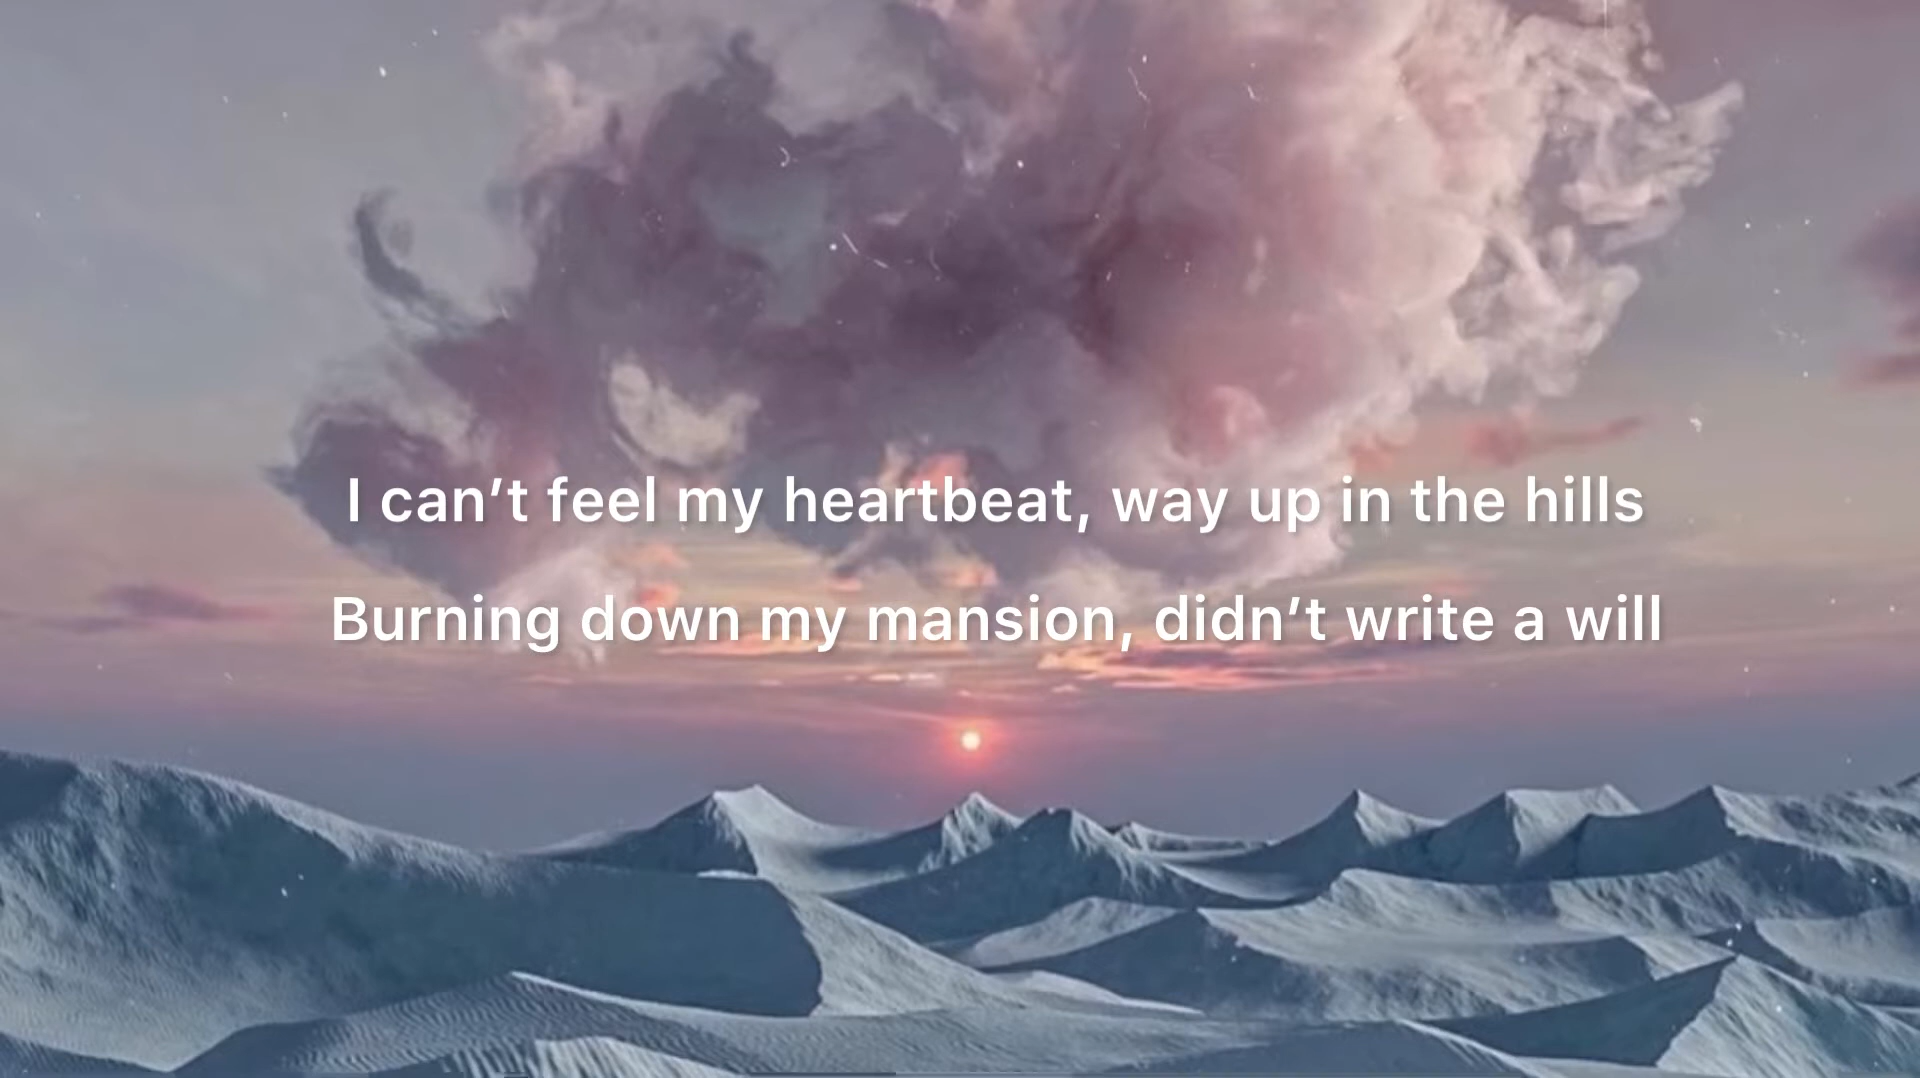 I can’t feel my heartbeat, way up in the hills
Burning down my mansion, didn’t write a will